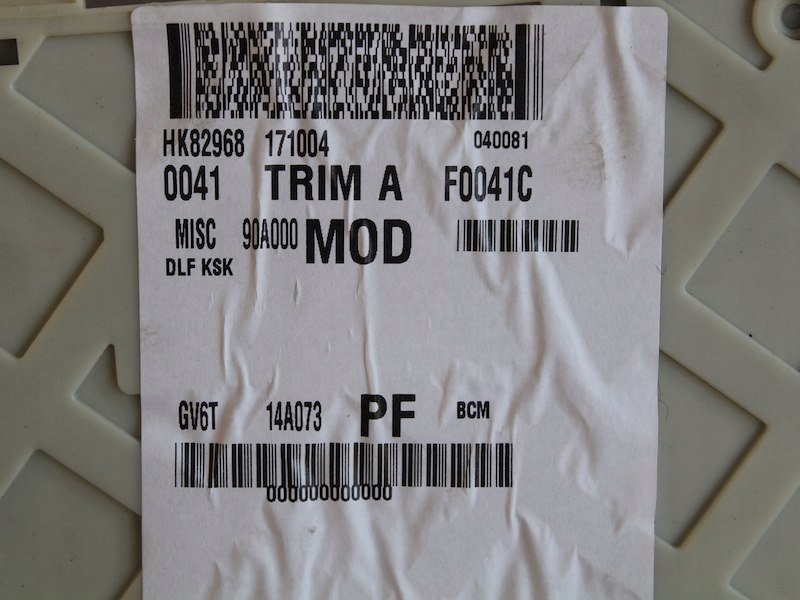 HK82968 171004 040081
0041 TRIM A F0041C
MISC 90A000 MOD
DLF KSK
GV6T 14A073 PF BCM
000000000000